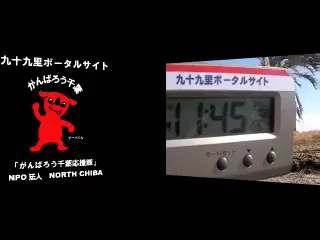 九十九里ポータルサイト
がんばろう千葉
「がんばろう千葉応援隊」
NPO 法人 NORTH CHIBA
九十九里ポータルサイト
11:45